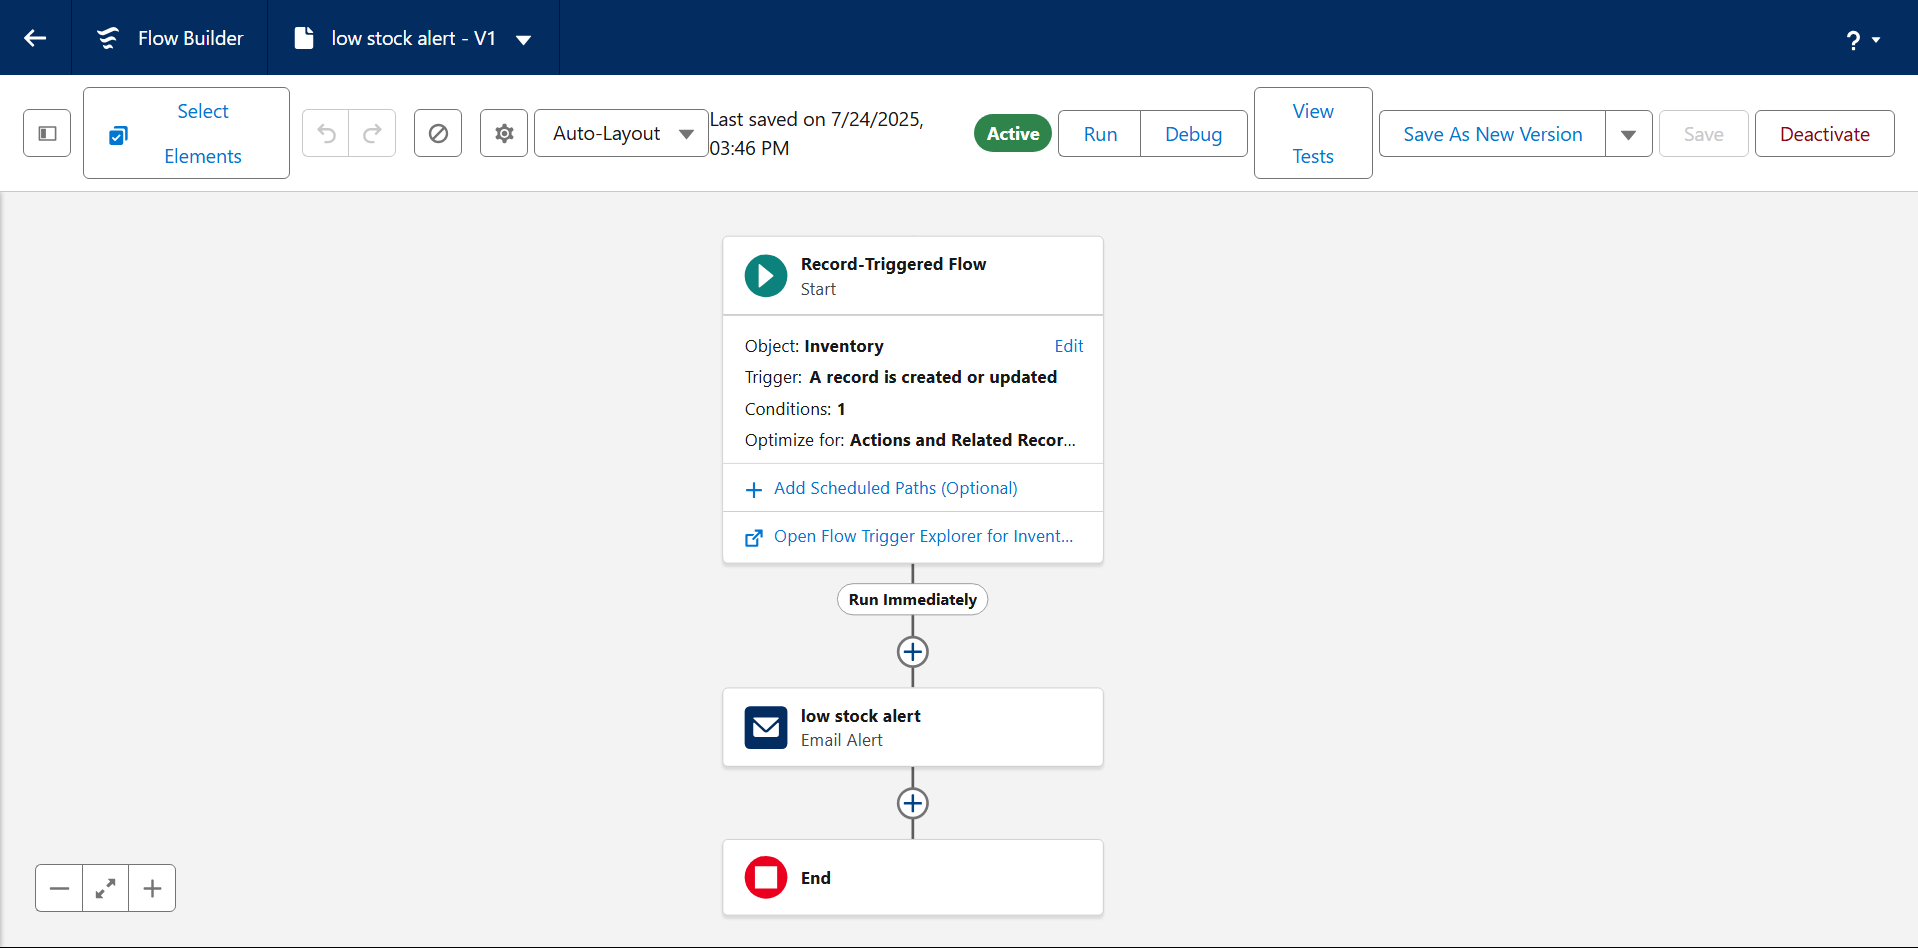 Flow Builder
low stock alert - V1
?
Select
Elements
Auto-Layout
Last saved on 7/24/2025,
03:46 PM
Active
Run
Debug
View
Tests
Save As New Version
Save
Deactivate
Record-Triggered Flow
Start
Object: Inventory
Edit
Trigger: A record is created or updated
Conditions: 1
Optimize for: Actions and Related Recor...
Add Scheduled Paths (Optional)
Open Flow Trigger Explorer for Invent...
Run Immediately
low stock alert
Email Alert
End